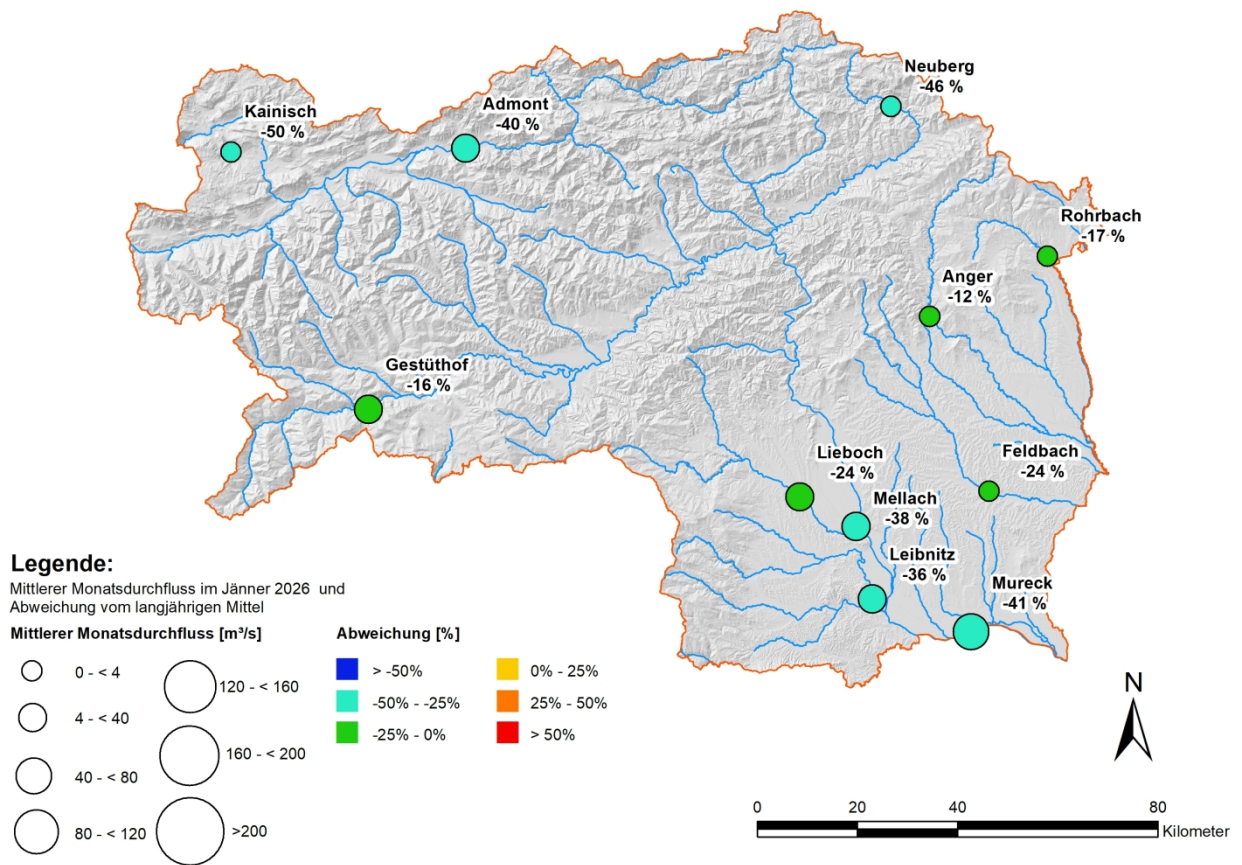 Neuberg
-46 %
Kainisch
-50 %
Admont
-40 %
Rohrbach
-17 %
Anger
-12 %
Gestüthof
-16 %
Lieboch
-24 %
Feldbach
-24 %
Mellach
-38 %
Leibnitz
-36 %
Mureck
-41 %
Legende:
Mittlerer Monatsdurchfluss im Jänner 2026 und
Abweichung vom langjährigen Mittel
Mittlerer Monatsdurchfluss [m³/s]
0 - < 4
4 - < 40
40 - < 80
80 - < 120
120 - < 160
160 - < 200
>200
Abweichung [%]
> -50%
-50% - -25%
-25% - 0%
0% - 25%
25% - 50%
> 50%
N
0 20 40 80
Kilometer